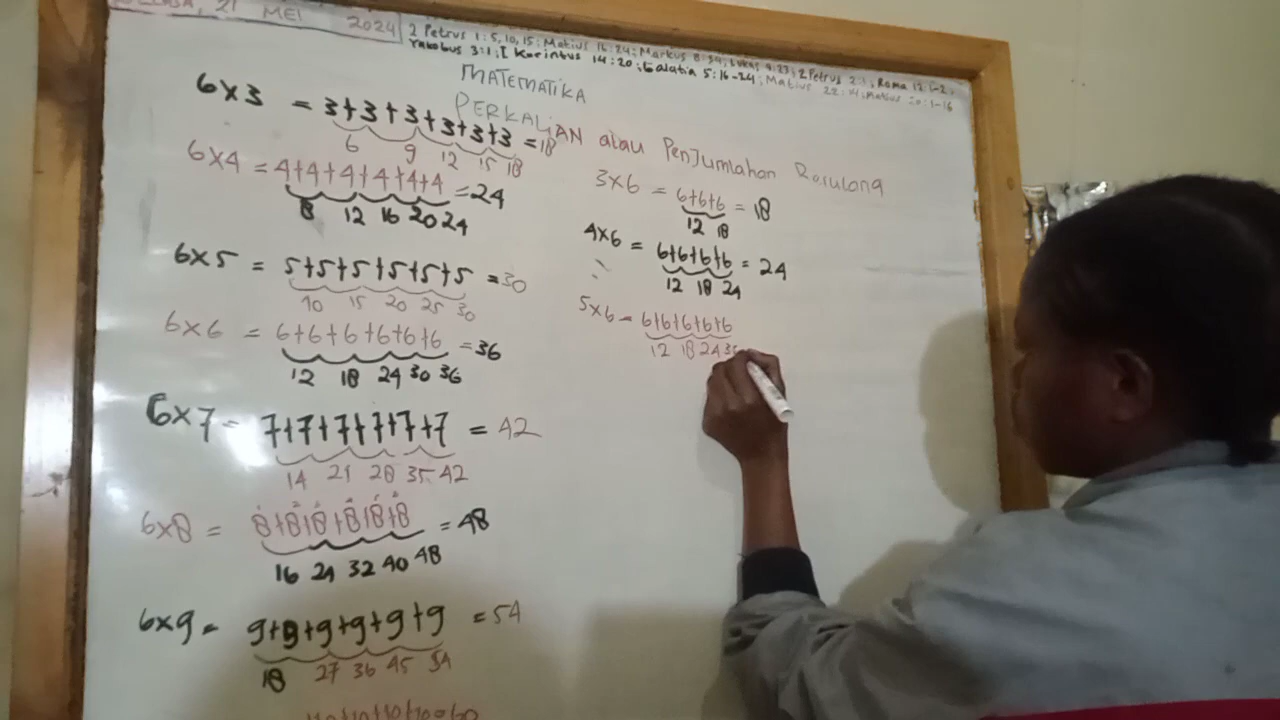 21 MEI 2024
2 Petrus 1:5,10,15; Matius 16:24; Markus 8:34; Lukas 9:23; 2 Petrus 2:1; Roma 12:1-2;
Yakobus 3:1; I Korintus 14:20; Galatia 5:16-24; Matius 22:14; Matius 20:1-16
MATEMATIKA
PERKALIAN atau Penjumlahan Berulang
6x3 = 3+3+3+3+3+3 = 18
6 9 12 15 18
6x4 = 4+4+4+4+4+4 = 24
8 12 16 20 24
6x5 = 5+5+5+5+5+5 = 30
10 15 20 25 30
6x6 = 6+6+6+6+6+6 = 36
12 18 24 30 36
6x7 = 7+7+7+7+7+7 = 42
14 21 28 35 42
6x8 = 8+8+8+8+8+8 = 48
16 24 32 40 48
6x9 = 9+9+9+9+9+9 = 54
18 27 36 45 54
10+10+10=60
3x6 = 6+6+6 = 18
12 18
4x6 = 6+6+6+6 = 24
12 18 24
5x6 = 6+6+6+6+6
12 18 24 3